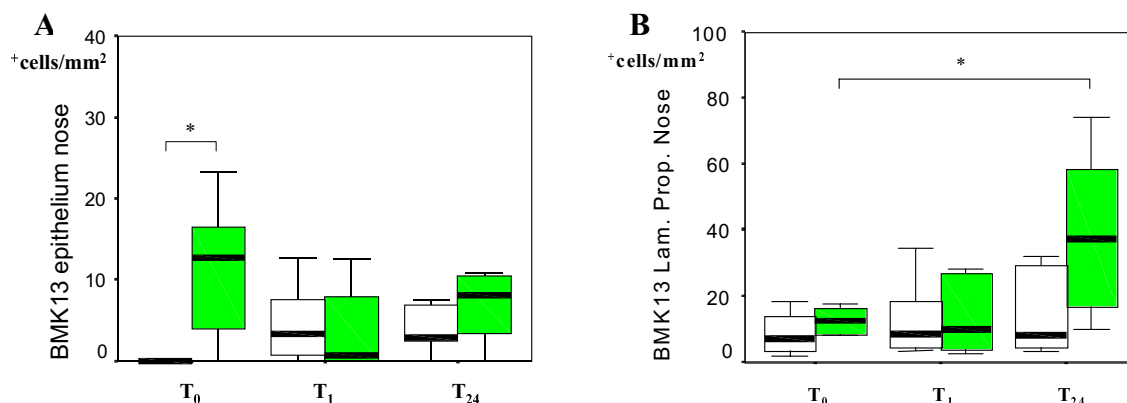 A
+cells/mm²
BMK13 epithelium nose
40
30
20
10
0
*
T₀ T₁ T₂₄
B
+cells/mm²
BMK13 Lam. Prop. Nose
100
80
60
40
20
0
*
T₀ T₁ T₂₄